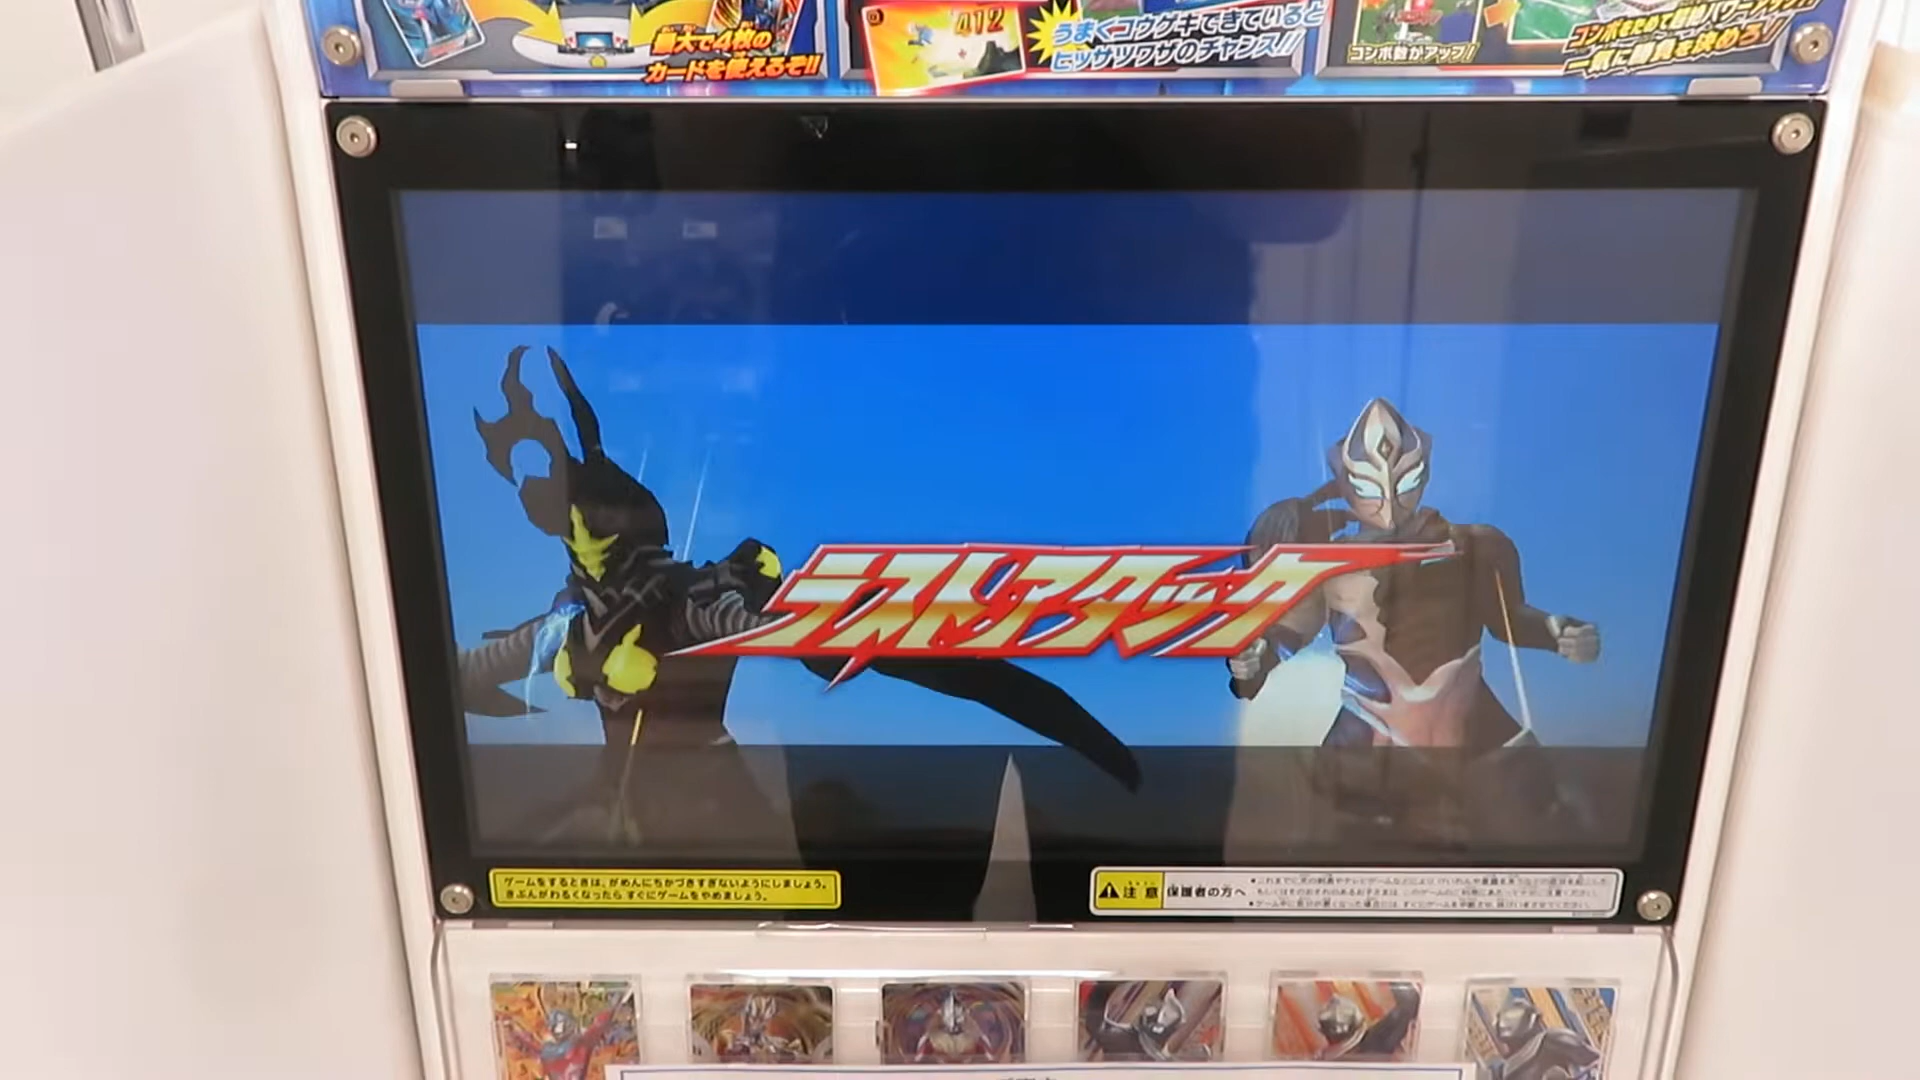 最大で4枚の
カードを使えるぞ!!
412
うまくコウゲキできていると
ヒッサツワザのチャンス!!
コンボ数がアップ!
コンボをためて超絶パワーアップ!!
一気に勝負を決めろ!
ラストアタック
ゲームをするときは、がめんにちかづきすぎないようにしましょう。
きぶんがわるくなったら すぐにゲームをやめましょう。
注意 保護者の方へ